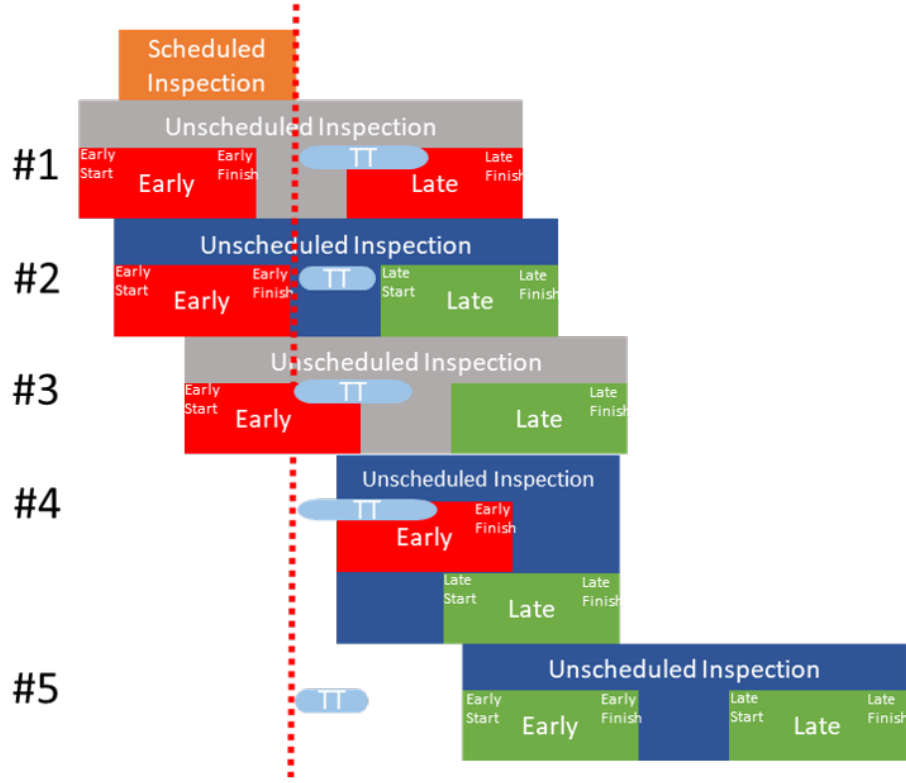 Scheduled
Inspection
Unscheduled Inspection
#1
Early
Start
Early
Finish
Early
TT
Late
Finish
Late
Unscheduled Inspection
#2
Early
Start
Early
Finish
Early
TT
Late
Start
Late
Finish
Late
Unscheduled Inspection
#3
Early
Start
Early
TT
Late
Late
Finish
Unscheduled Inspection
#4
TT
Early
Finish
Early
Late
Start
Late
Late
Finish
Unscheduled Inspection
#5
TT
Early
Start
Early
Early
Finish
Late
Start
Late
Late
Finish